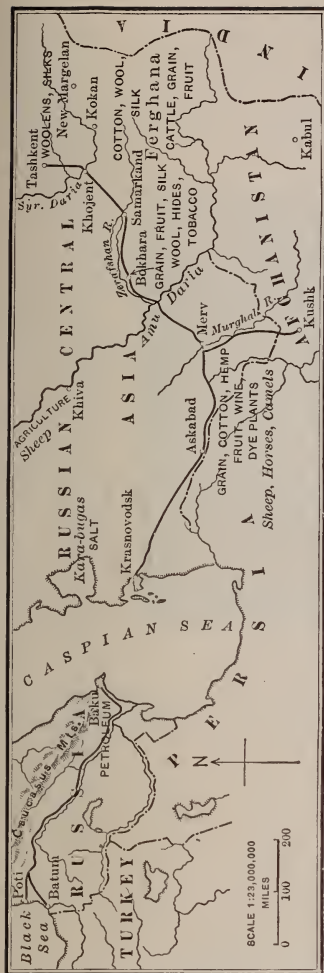 Black
Sea
Poti
Batum
Caucasus Mts.
RUSSIA
Baku
PETROLEUM
TURKEY
CASPIAN SEA
PERSIA
N
SCALE 1:23,000,000
MILES
0 100 200
RUSSIAN CENTRAL
ASIA
Kara-bugas
SALT
Krasnovodsk
AGRICULTURE
Sheep
Khiva
Askabad
Merv
Murghal R.
GRAIN, COTTON, HEMP
FRUIT, WINE,
DYE PLANTS
Sheep, Horses, Camels
Kushk
AFGHANISTAN
Kabul
INDIA
Amu Daria
Bokhara
Zerafshan R.
Samarkand
GRAIN, FRUIT, SILK
WOOL, HIDES,
TOBACCO
Syr. Daria
Tashkent
WOOLENS, SILKS
New Margelan
Khojent
Kokan
COTTON, WOOL,
SILK
Ferghana
CATTLE, GRAIN,
FRUIT